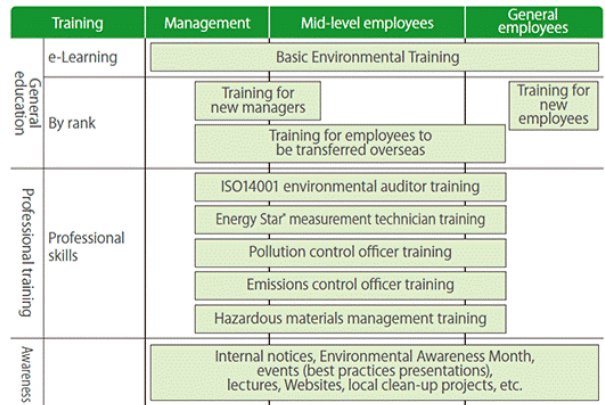 Training
Management
Mid-level employees
General
employees
General
education
e-Learning
Basic Environmental Training
By rank
Training for
new managers
Training for
new
employees
Training for employees to
be transferred overseas
Professional training
Professional
skills
ISO14001 environmental auditor training
Energy Star® measurement technician training
Pollution control officer training
Emissions control officer training
Hazardous materials management training
Awareness
Internal notices, Environmental Awareness Month,
events (best practices presentations),
lectures, Websites, local clean-up projects, etc.